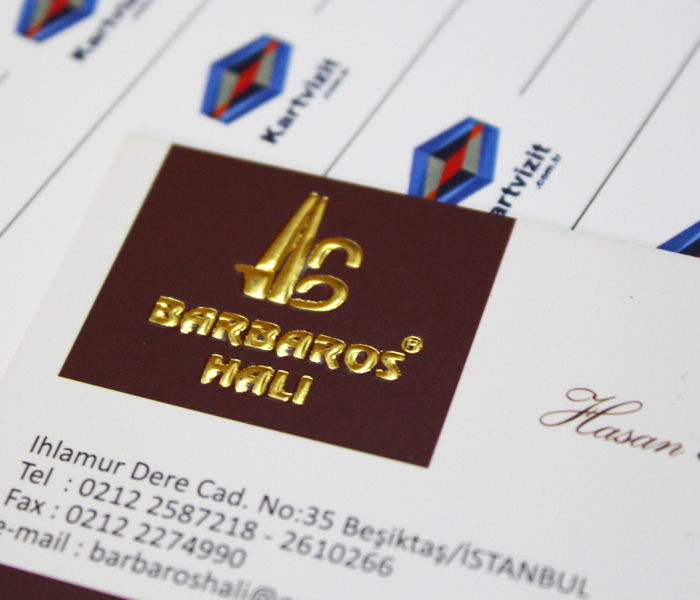 Kartvizit
Kartvizit
.com.tr
artvizit
.com.tr
BARBAROS®
HALI
Hasan
Ihlamur Dere Cad. No:35 Beşiktaş/İSTANBUL
Tel : 0212 2587218 - 2610266
Fax : 0212 2274990
e-mail : barbaroshali@